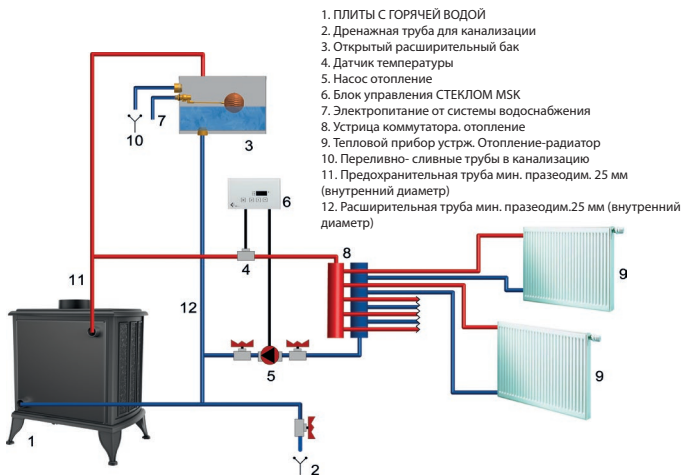 1. ПЛИТЫ С ГОРЯЧЕЙ ВОДОЙ
2. Дренажная труба для канализации
3. Открытый расширительный бак
4. Датчик температуры
5. Насос отопление
6. Блок управления СТЕКЛОМ MSK
7. Электропитание от системы водоснабжения
8. Устрица коммутатора. отопление
9. Тепловой прибор устрж. Отопление-радиатор
10. Переливно- сливные трубы в канализацию
11. Предохранительная труба мин. празеодим. 25 мм
(внутренний диаметр)
12. Расширительная труба мин. празеодим.25 мм (внутренний
диаметр)
10
7
3
6
4
8
9
11
12
5
9
1
2